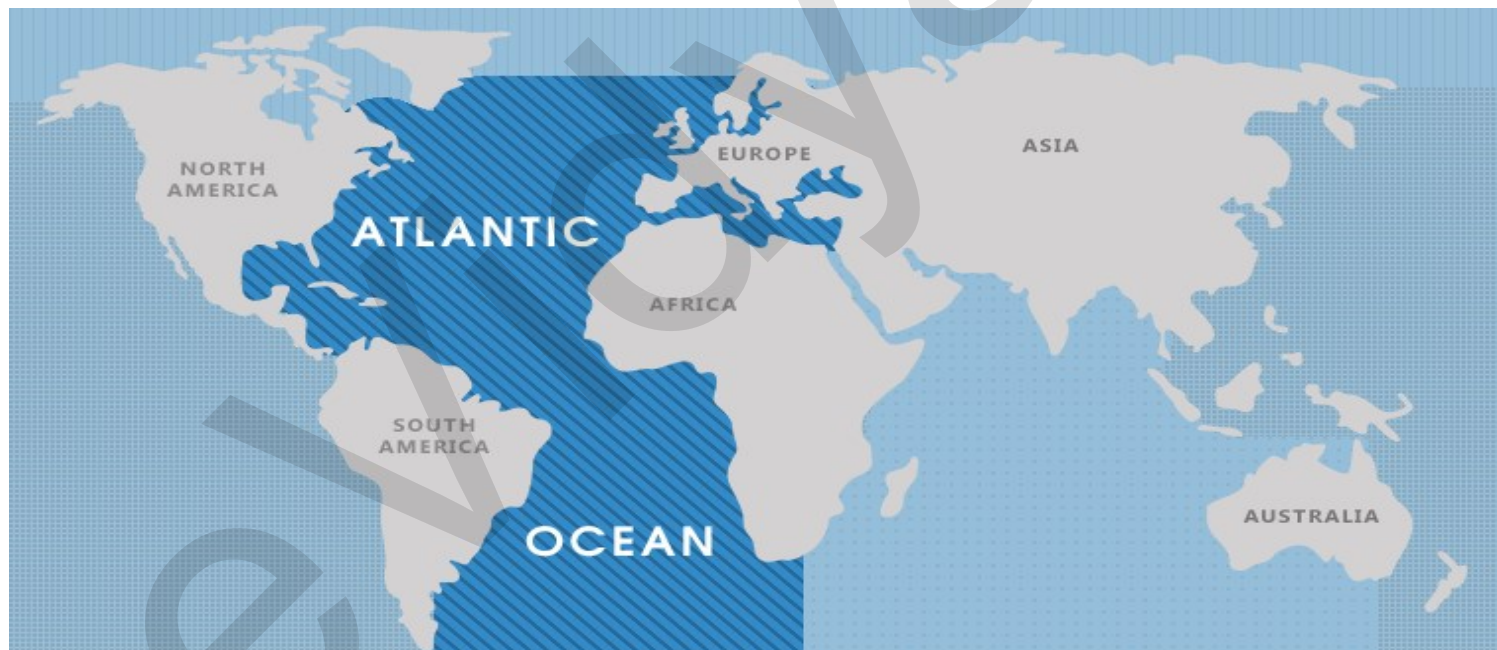 NORTH
AMERICA
EUROPE
ASIA
ATLANTIC
AFRICA
SOUTH
AMERICA
AUSTRALIA
OCEAN